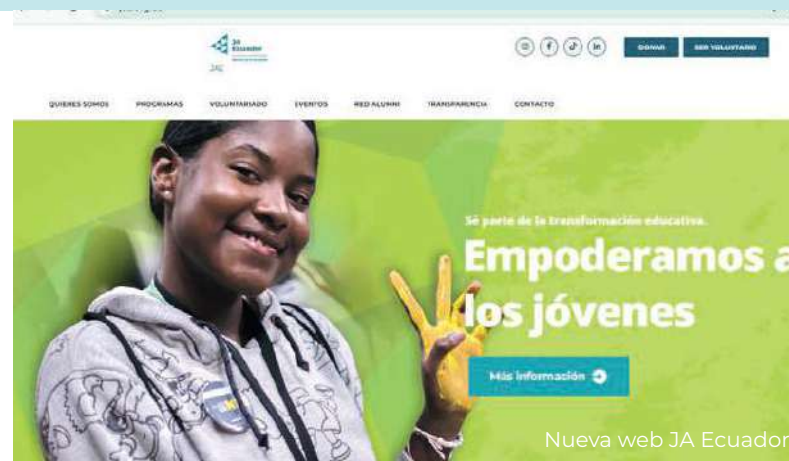 JA
Ecuador
JAE
DONAR
SER VOLUNTARIO
QUIENES SOMOS
PROGRAMAS
VOLUNTARIADO
EVENTOS
RED ALUMNI
TRANSPARENCIA
CONTACTO
Sé parte de la transformación educativa.
Empoderamos a
los jóvenes
Más información
Nueva web JA Ecuador